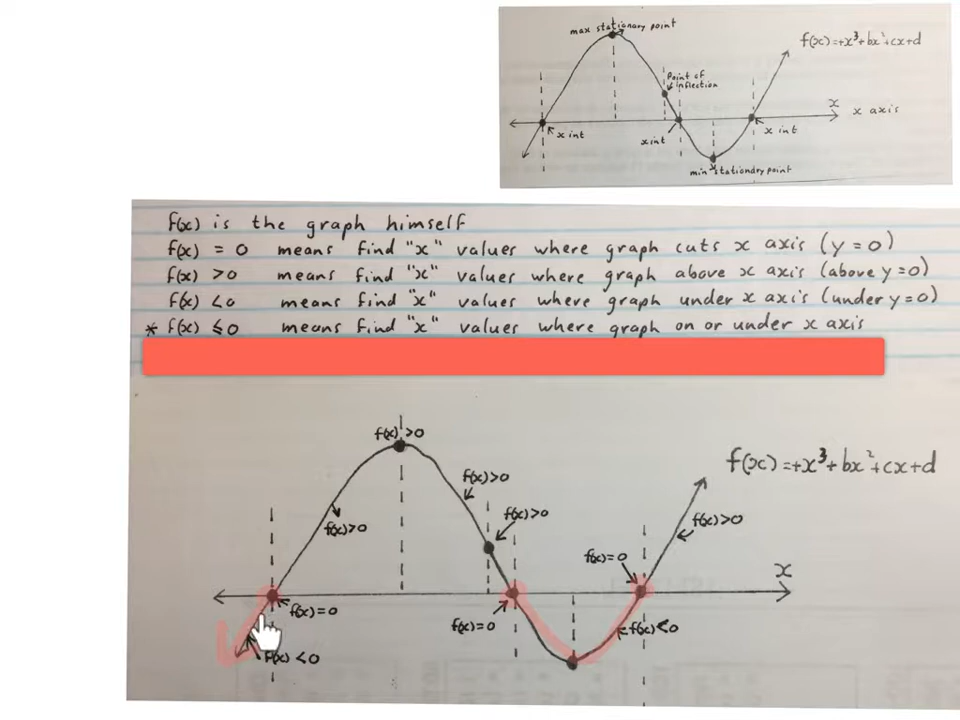 max stationary point
f(x)=+x³+bx²+cx+d
Point of
inflection
x
x axis
x int
x int
x int
min stationary point
f(x) is the graph himself
f(x) = 0 means find "x" values where graph cuts x axis (y = 0)
f(x) >0 means find "x" values where graph above x axis (above y=0)
f(x) <0 means find "x" values where graph under x axis (under y=0)
* f(x) ≤0 means find "x" values where graph on or under x axis
f(x) >0
f(x)=+x³+bx²+cx+d
f(x)>0
f(x)>0
f(x)>0
f(x)>0
f(x)=0
x
f(x)=0
f(x)=0
f(x)<0
f(x) <0